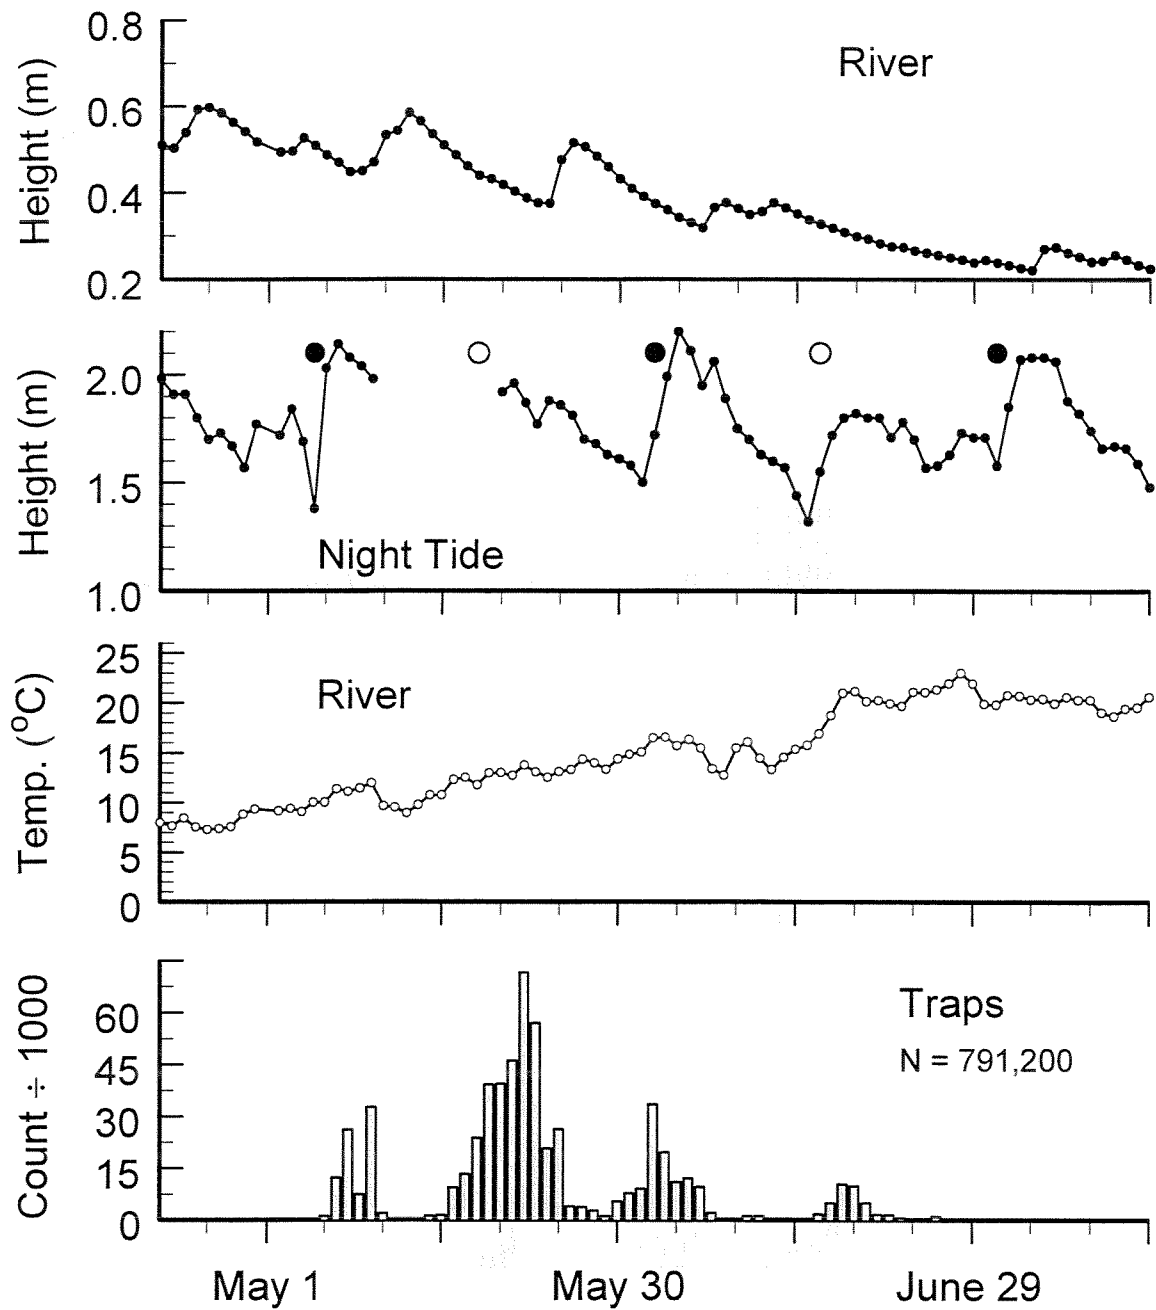 0.8
0.6
0.4
0.2
Height (m)
River
2.0
1.5
1.0
Height (m)
Night Tide
25
20
15
10
5
0
Temp. (ºC)
River
60
45
30
15
0
Count ÷ 1000
Traps
N = 791,200
May 1
May 30
June 29